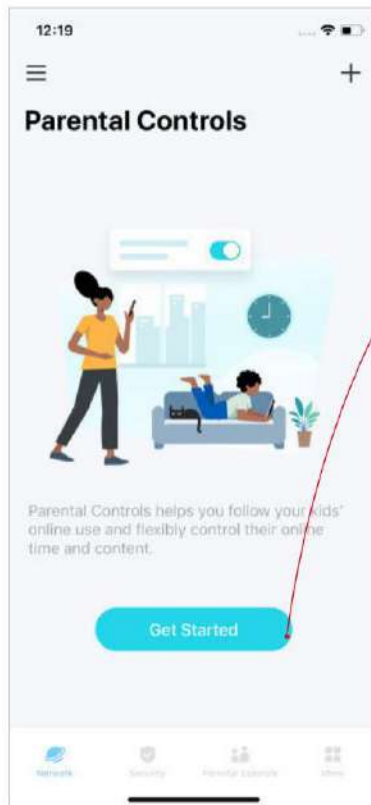 12:19
Parental Controls
Parental Controls helps you follow your kids'
online use and flexibly control their online
time and content.
Get Started
Network
Security
Parental Controls
More